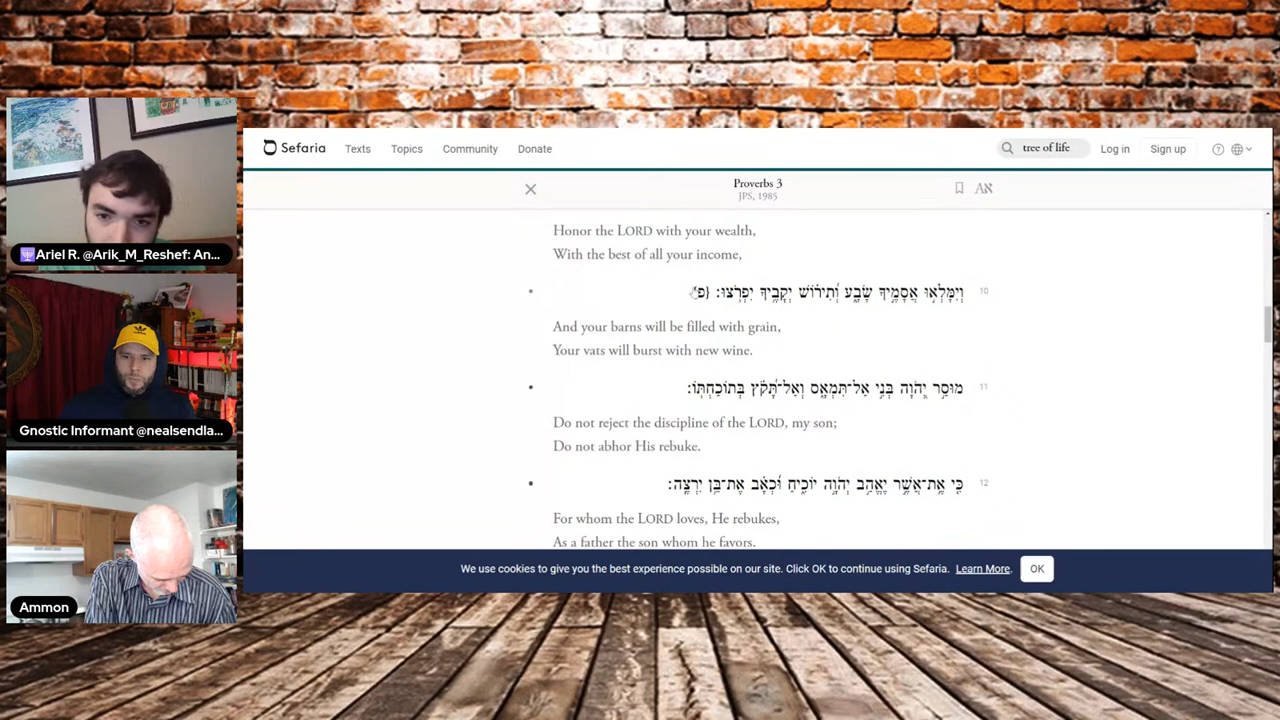 Sefaria
Texts
Topics
Community
Donate
tree of life
Log in
Sign up
Proverbs 3
JPS, 1985
אA
Honor the LORD with your wealth,
With the best of all your income,
10
וְיִמָּלְא֣וּ אֲסָמֶ֣יךָ שָׂבָ֑ע וְ֝תִיר֗וֹשׁ יְקָבֶ֥יךָ יִפְרֹֽצוּ׃ {פ}
And your barns will be filled with grain,
Your vats will burst with new wine.
11
מוּסַ֣ר יְ֭הֹוָה בְּנִ֣י אַל־תִּמְאָ֑ס וְאַל־תָּ֝קֹ֗ץ בְּתוֹכַחְתּֽוֹ׃
Do not reject the discipline of the LORD, my son;
Do not abhor His rebuke.
12
כִּ֤י אֶת־אֲשֶׁ֣ר יֶאֱהַ֣ב יְהֹוָ֣ה יוֹכִ֑יחַ וּ֝כְאָ֗ב אֶת־בֵּ֥ן יִרְצֶֽה׃
For whom the LORD loves, He rebukes,
As a father the son whom he favors.
We use cookies to give you the best experience possible on our site. Click OK to continue using Sefaria. Learn More.
OK
Ariel R. @Arik_M_Reshef: An...
Gnostic Informant @nealsendla...
Ammon